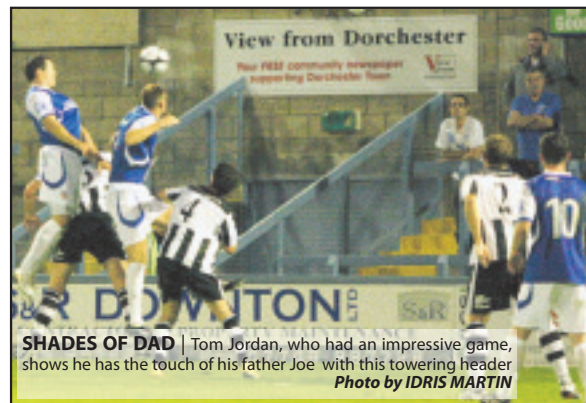 View from Dorchester
Your FREE community newspaper
supporting Dorchester Town
4
2
10
S&R DOWNTON LTD
S&R
PROPERTY MAINTENANCE
SHADES OF DAD | Tom Jordan, who had an impressive game,
shows he has the touch of his father Joe with this towering header
Photo by IDRIS MARTIN